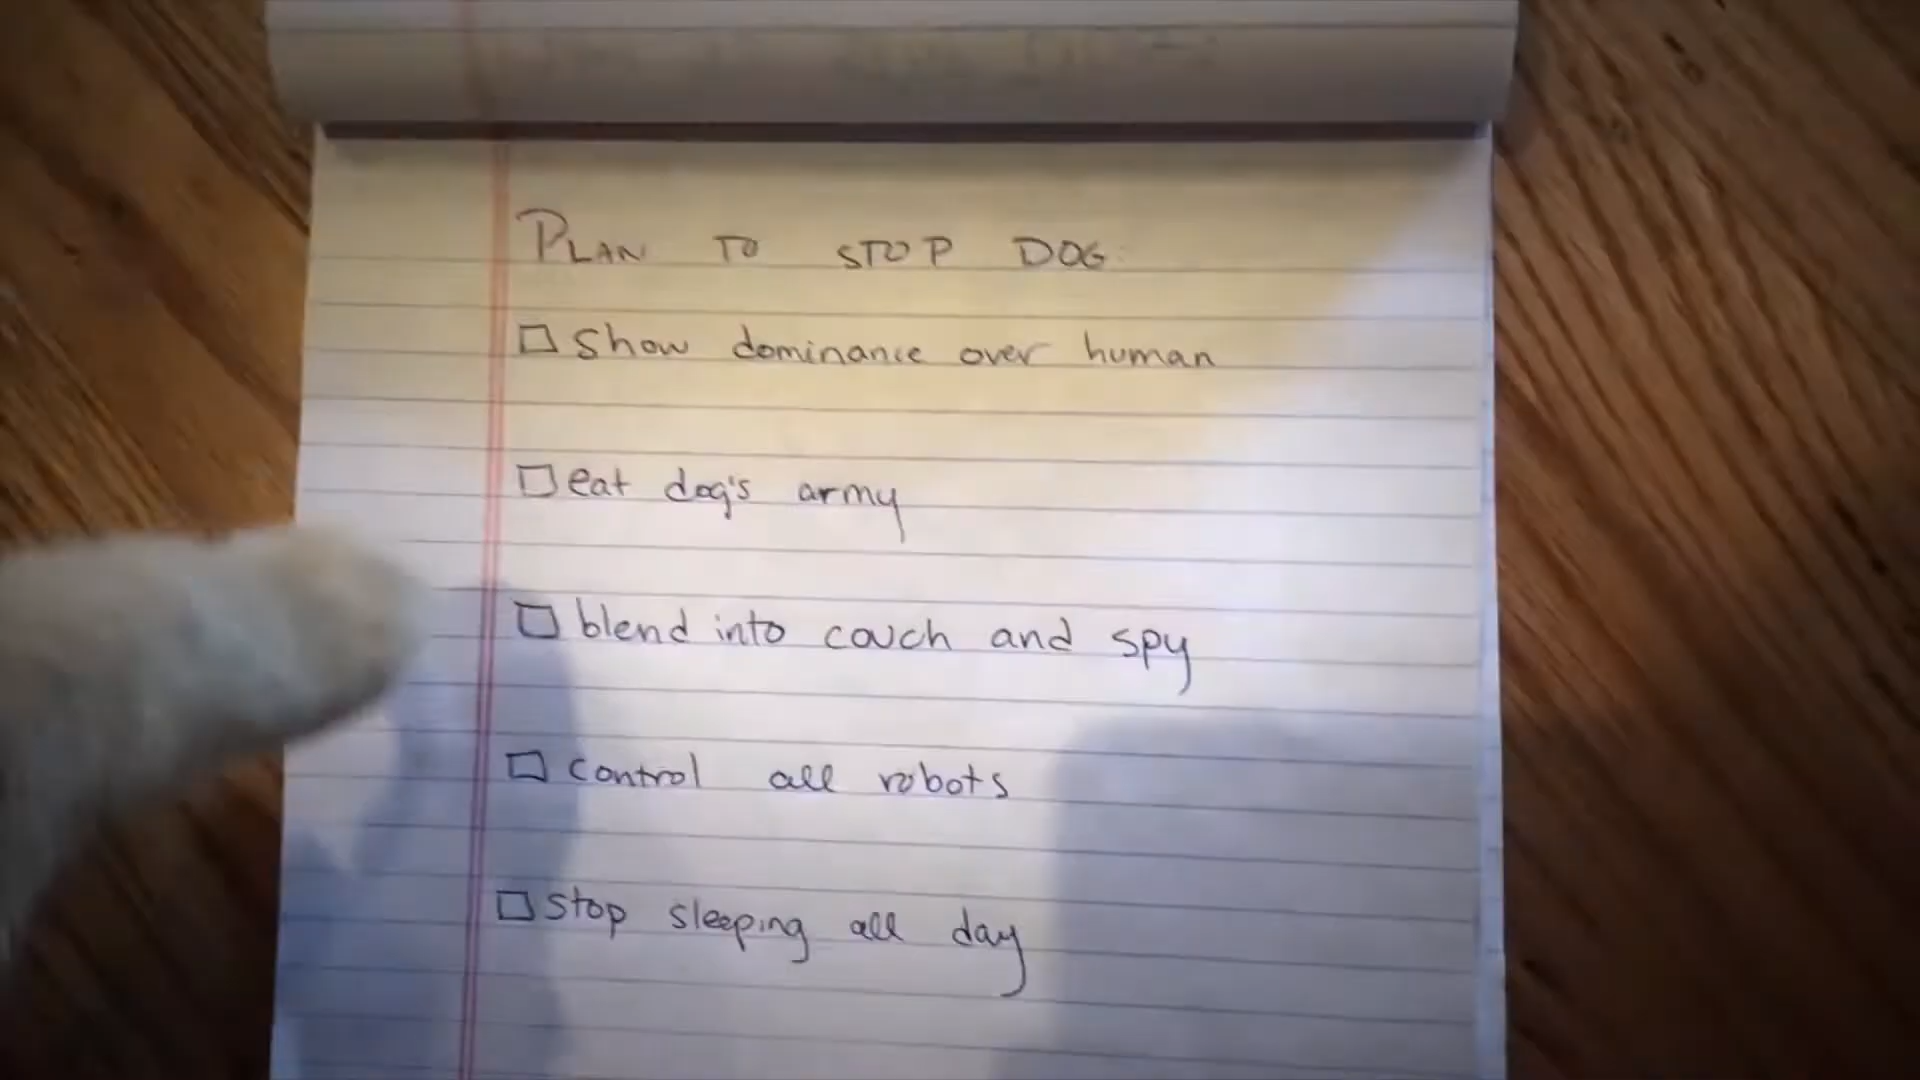 PLAN TO STOP DOG:
show dominance over human
eat dog's army
blend into couch and spy
control all robots
stop sleeping all day